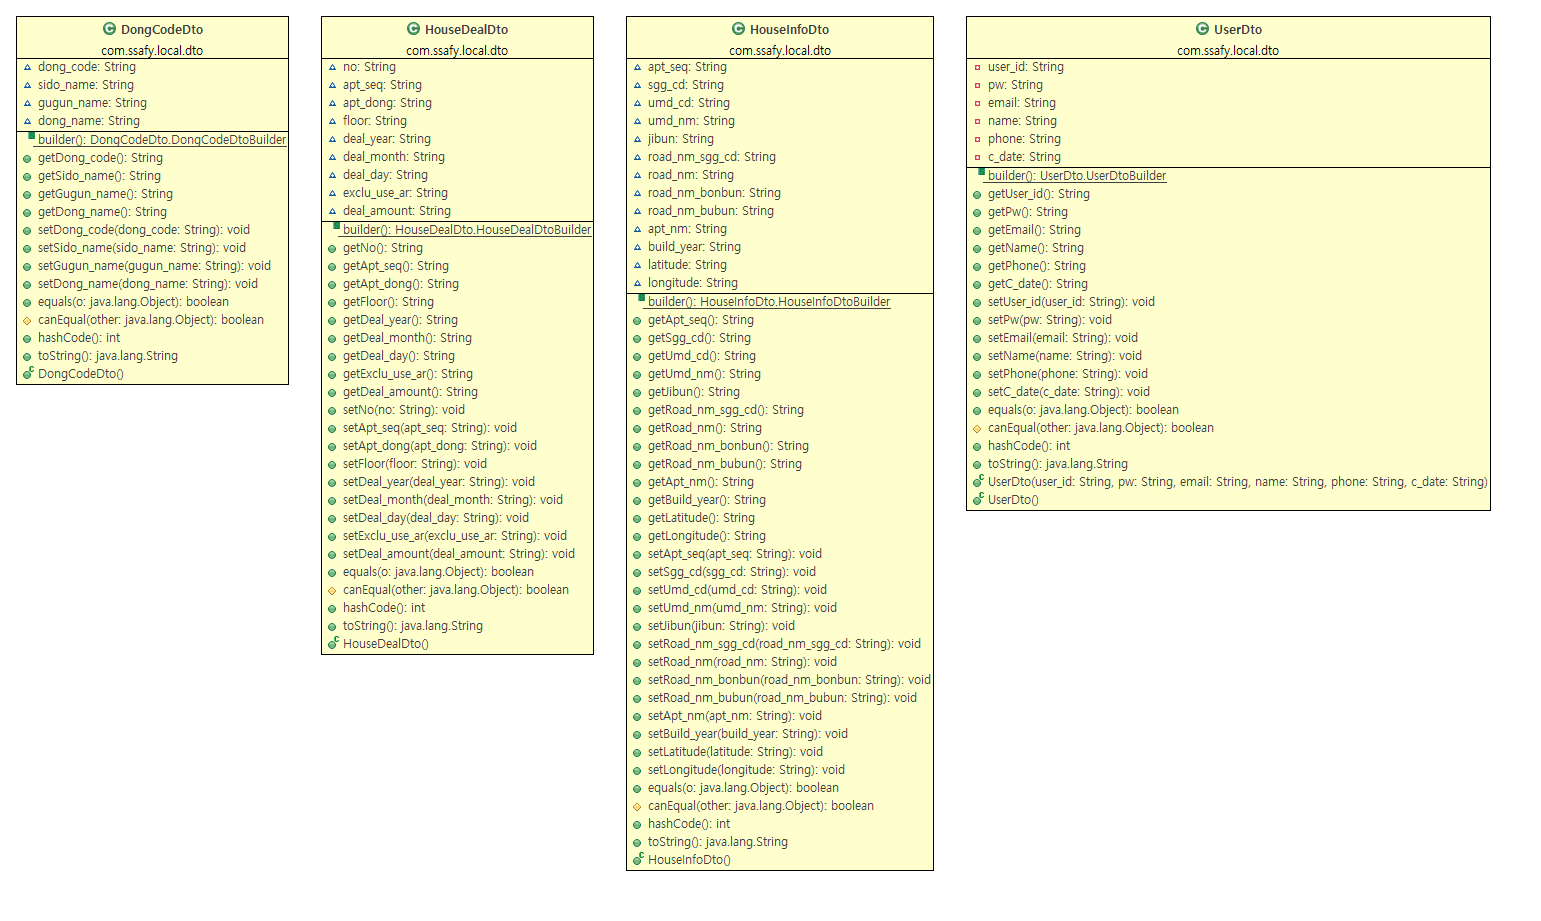 DongCodeDto
com.ssafy.local.dto
dong_code: String
sido_name: String
gugun_name: String
dong_name: String
builder(): DongCodeDto.DongCodeDtoBuilder
getDong_code(): String
getSido_name(): String
getGugun_name(): String
getDong_name(): String
setDong_code(dong_code: String): void
setSido_name(sido_name: String): void
setGugun_name(gugun_name: String): void
setDong_name(dong_name: String): void
equals(o: java.lang.Object): boolean
canEqual(other: java.lang.Object): boolean
hashCode(): int
toString(): java.lang.String
DongCodeDto()
HouseDealDto
com.ssafy.local.dto
no: String
apt_seq: String
apt_dong: String
floor: String
deal_year: String
deal_month: String
deal_day: String
exclu_use_ar: String
deal_amount: String
builder(): HouseDealDto.HouseDealDtoBuilder
getNo(): String
getApt_seq(): String
getApt_dong(): String
getFloor(): String
getDeal_year(): String
getDeal_month(): String
getDeal_day(): String
getExclu_use_ar(): String
getDeal_amount(): String
setNo(no: String): void
setApt_seq(apt_seq: String): void
setApt_dong(apt_dong: String): void
setFloor(floor: String): void
setDeal_year(deal_year: String): void
setDeal_month(deal_month: String): void
setDeal_day(deal_day: String): void
setExclu_use_ar(exclu_use_ar: String): void
setDeal_amount(deal_amount: String): void
equals(o: java.lang.Object): boolean
canEqual(other: java.lang.Object): boolean
hashCode(): int
toString(): java.lang.String
HouseDealDto()
HouseInfoDto
com.ssafy.local.dto
apt_seq: String
sgg_cd: String
umd_cd: String
umd_nm: String
jibun: String
road_nm_sgg_cd: String
road_nm: String
road_nm_bonbun: String
road_nm_bubun: String
apt_nm: String
build_year: String
latitude: String
longitude: String
builder(): HouseInfoDto.HouseInfoDtoBuilder
getApt_seq(): String
getSgg_cd(): String
getUmd_cd(): String
getUmd_nm(): String
getJibun(): String
getRoad_nm_sgg_cd(): String
getRoad_nm(): String
getRoad_nm_bonbun(): String
getRoad_nm_bubun(): String
getApt_nm(): String
getBuild_year(): String
getLatitude(): String
getLongitude(): String
setApt_seq(apt_seq: String): void
setSgg_cd(sgg_cd: String): void
setUmd_cd(umd_cd: String): void
setUmd_nm(umd_nm: String): void
setJibun(jibun: String): void
setRoad_nm_sgg_cd(road_nm_sgg_cd: String): void
setRoad_nm(road_nm: String): void
setRoad_nm_bonbun(road_nm_bonbun: String): void
setRoad_nm_bubun(road_nm_bubun: String): void
setApt_nm(apt_nm: String): void
setBuild_year(build_year: String): void
setLatitude(latitude: String): void
setLongitude(longitude: String): void
equals(o: java.lang.Object): boolean
canEqual(other: java.lang.Object): boolean
hashCode(): int
toString(): java.lang.String
HouseInfoDto()
UserDto
com.ssafy.local.dto
user_id: String
pw: String
email: String
name: String
phone: String
c_date: String
builder(): UserDto.UserDtoBuilder
getUser_id(): String
getPw(): String
getEmail(): String
getName(): String
getPhone(): String
getC_date(): String
setUser_id(user_id: String): void
setPw(pw: String): void
setEmail(email: String): void
setName(name: String): void
setPhone(phone: String): void
setC_date(c_date: String): void
equals(o: java.lang.Object): boolean
canEqual(other: java.lang.Object): boolean
hashCode(): int
toString(): java.lang.String
UserDto(user_id: String, pw: String, email: String, name: String, phone: String, c_date: String)
UserDto()